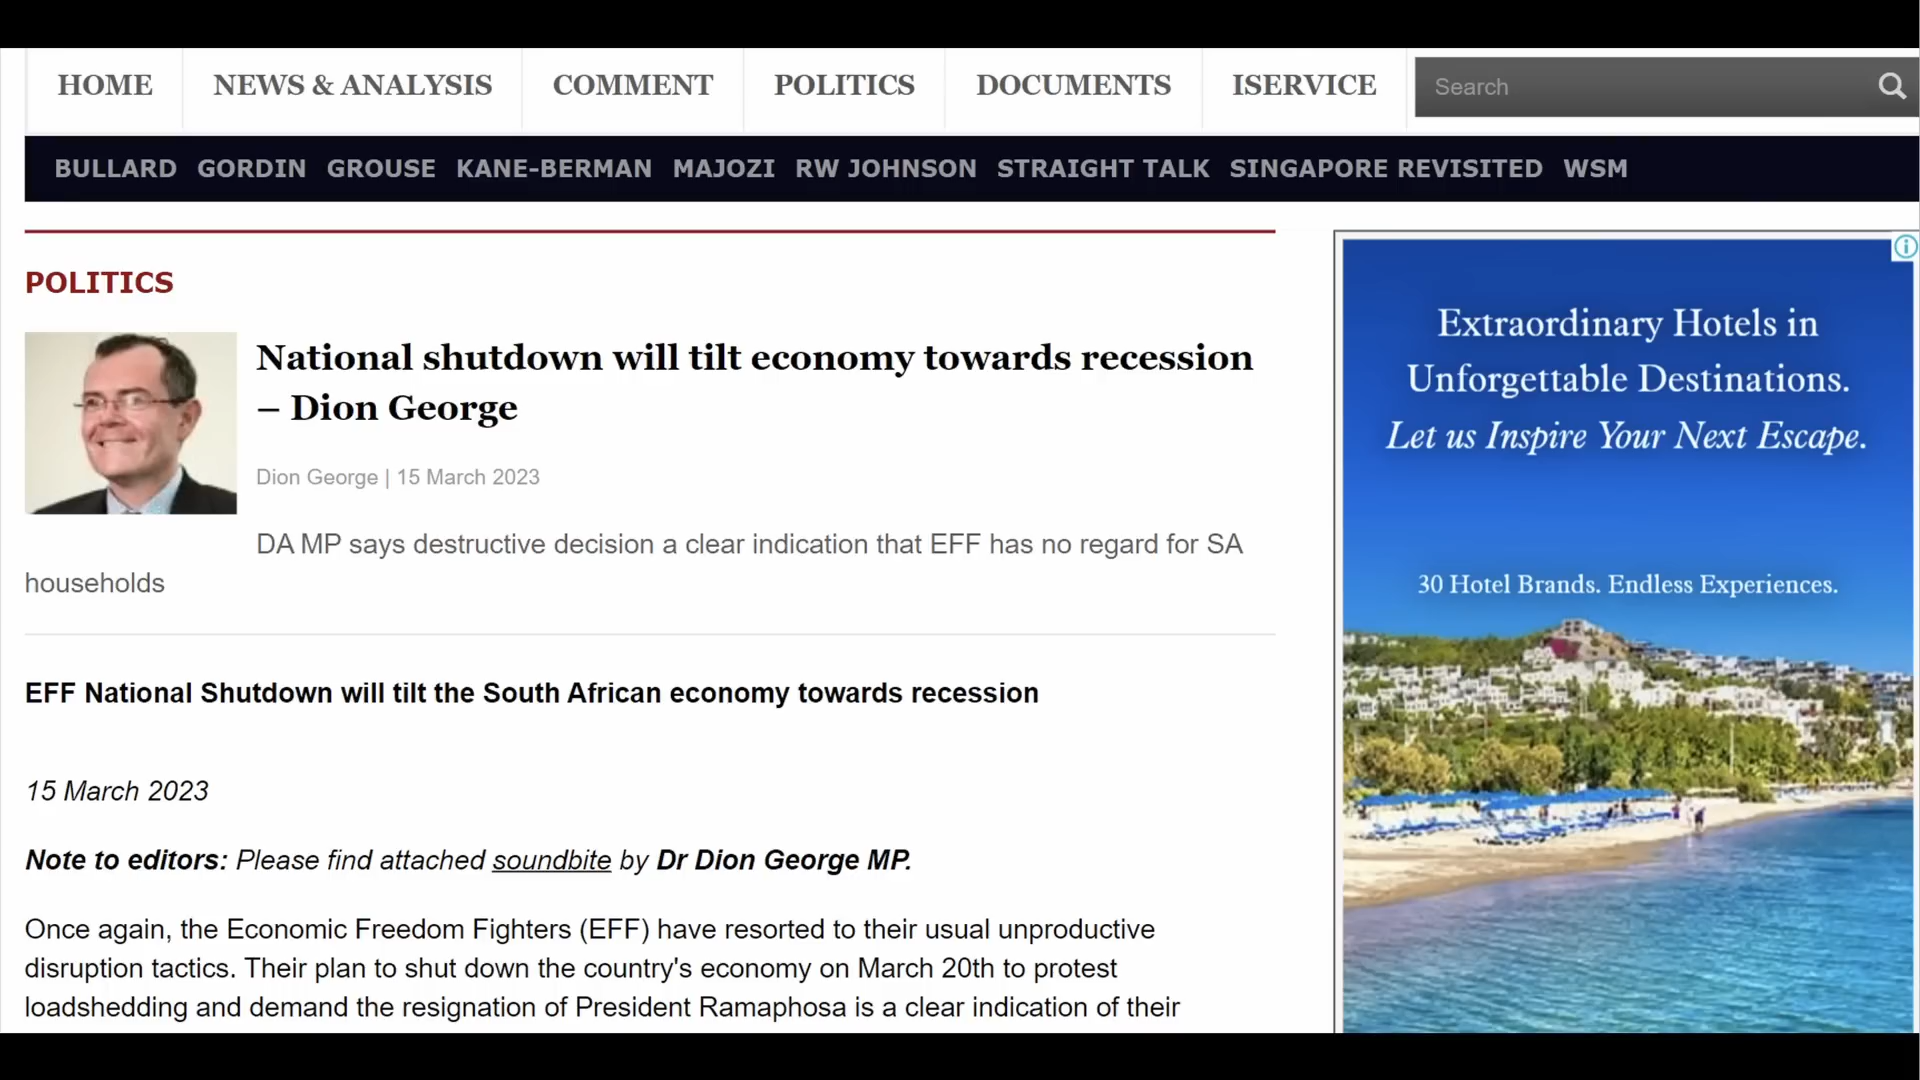 HOME NEWS & ANALYSIS COMMENT POLITICS DOCUMENTS ISERVICE Search
BULLARD GORDIN GROUSE KANE-BERMAN MAJOZI RW JOHNSON STRAIGHT TALK SINGAPORE REVISITED WSM
POLITICS
National shutdown will tilt economy towards recession
– Dion George
Dion George | 15 March 2023
DA MP says destructive decision a clear indication that EFF has no regard for SA
households
EFF National Shutdown will tilt the South African economy towards recession
15 March 2023
Note to editors: Please find attached soundbite by Dr Dion George MP.
Once again, the Economic Freedom Fighters (EFF) have resorted to their usual unproductive
disruption tactics. Their plan to shut down the country's economy on March 20th to protest
loadshedding and demand the resignation of President Ramaphosa is a clear indication of their
Extraordinary Hotels in
Unforgettable Destinations.
Let us Inspire Your Next Escape.
30 Hotel Brands. Endless Experiences.